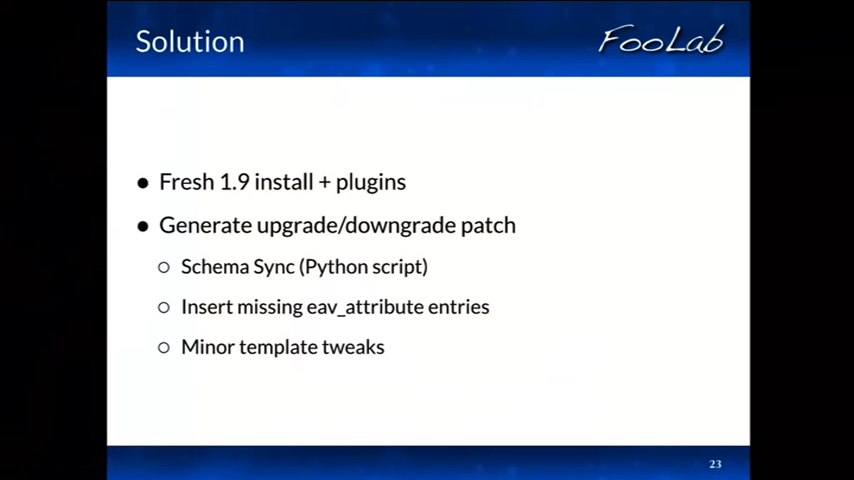 Solution
FooLab
● Fresh 1.9 install + plugins
● Generate upgrade/downgrade patch
○ Schema Sync (Python script)
○ Insert missing eav_attribute entries
○ Minor template tweaks
23